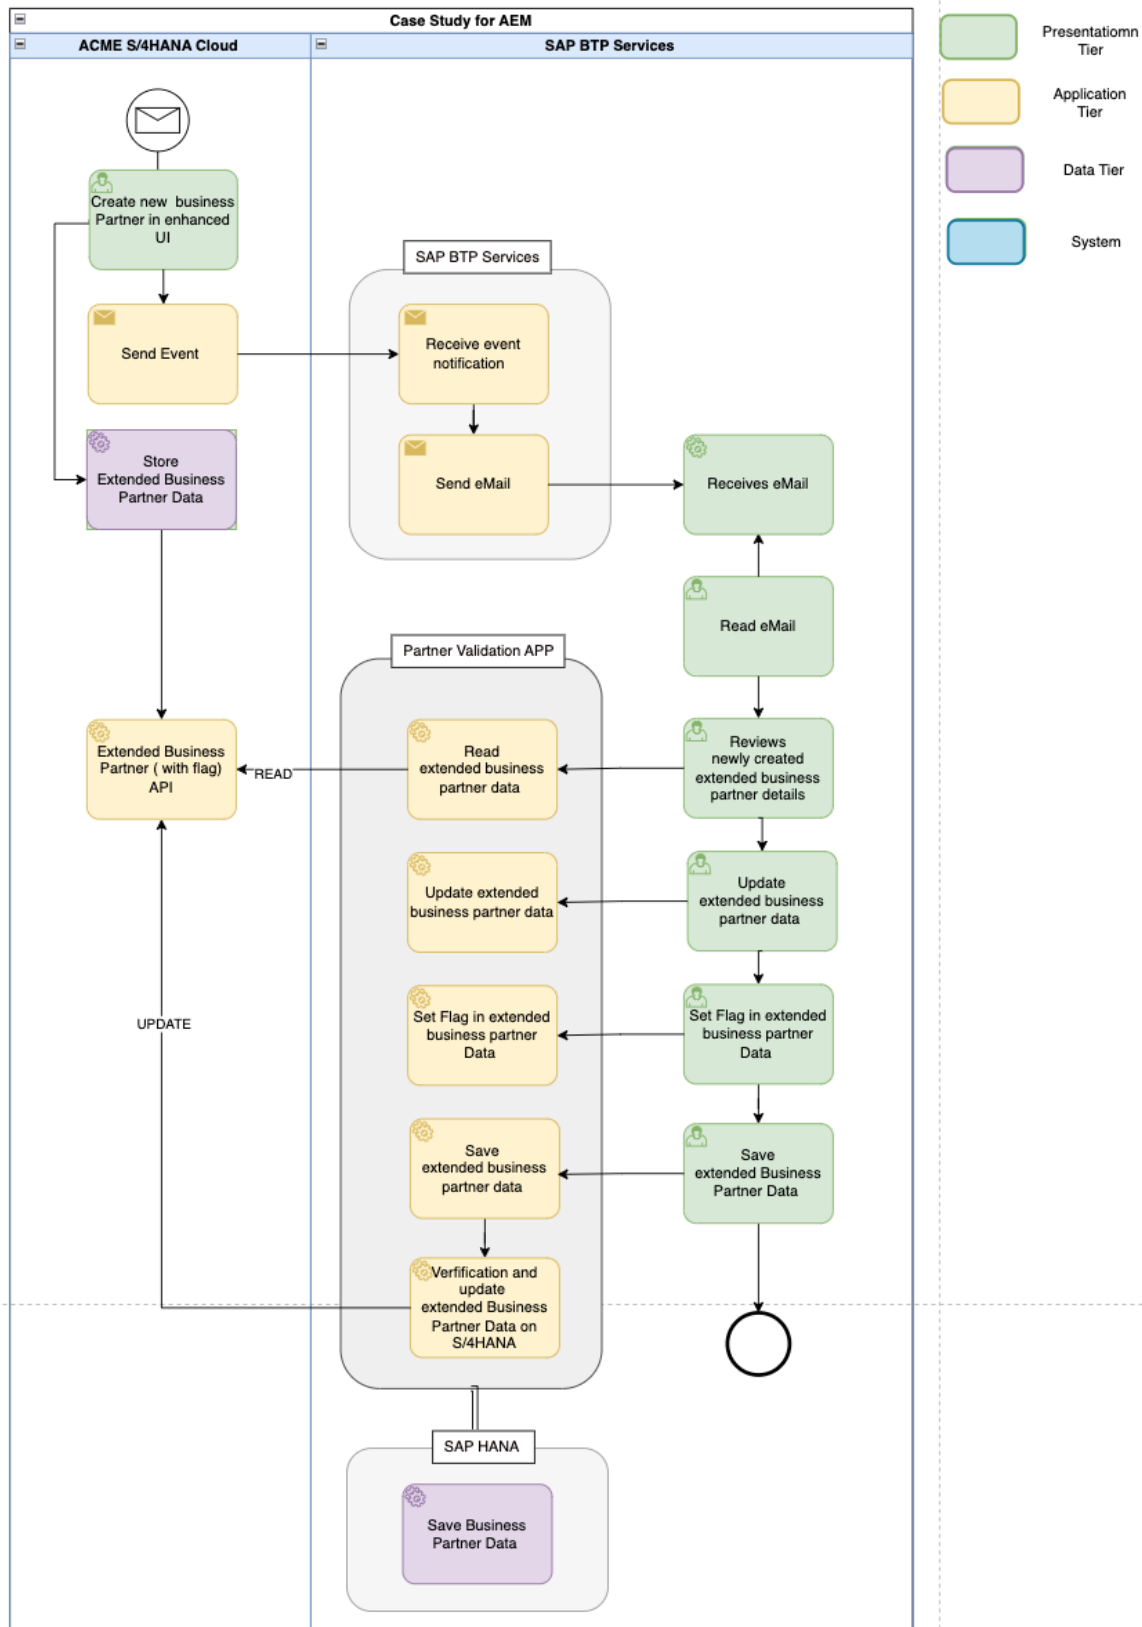 Case Study for AEM
ACME S/4HANA Cloud
SAP BTP Services
Presentatiomn
Tier
Application
Tier
Data Tier
System
Create new business
Partner in enhanced
UI
Send Event
Store
Extended Business
Partner Data
Extended Business
Partner ( with flag)
API
READ
UPDATE
SAP BTP Services
Receive event
notification
Send eMail
Receives eMail
Read eMail
Partner Validation APP
Read
extended business
partner data
Reviews
newly created
extended business
partner details
Update extended
business partner data
Update
extended business
partner data
Set Flag in extended
business partner
Data
Set Flag in extended
business partner
Data
Save
extended business
partner data
Save
extended Business
Partner Data
Verfification and
update
extended Business
Partner Data on
S/4HANA
SAP HANA
Save Business
Partner Data